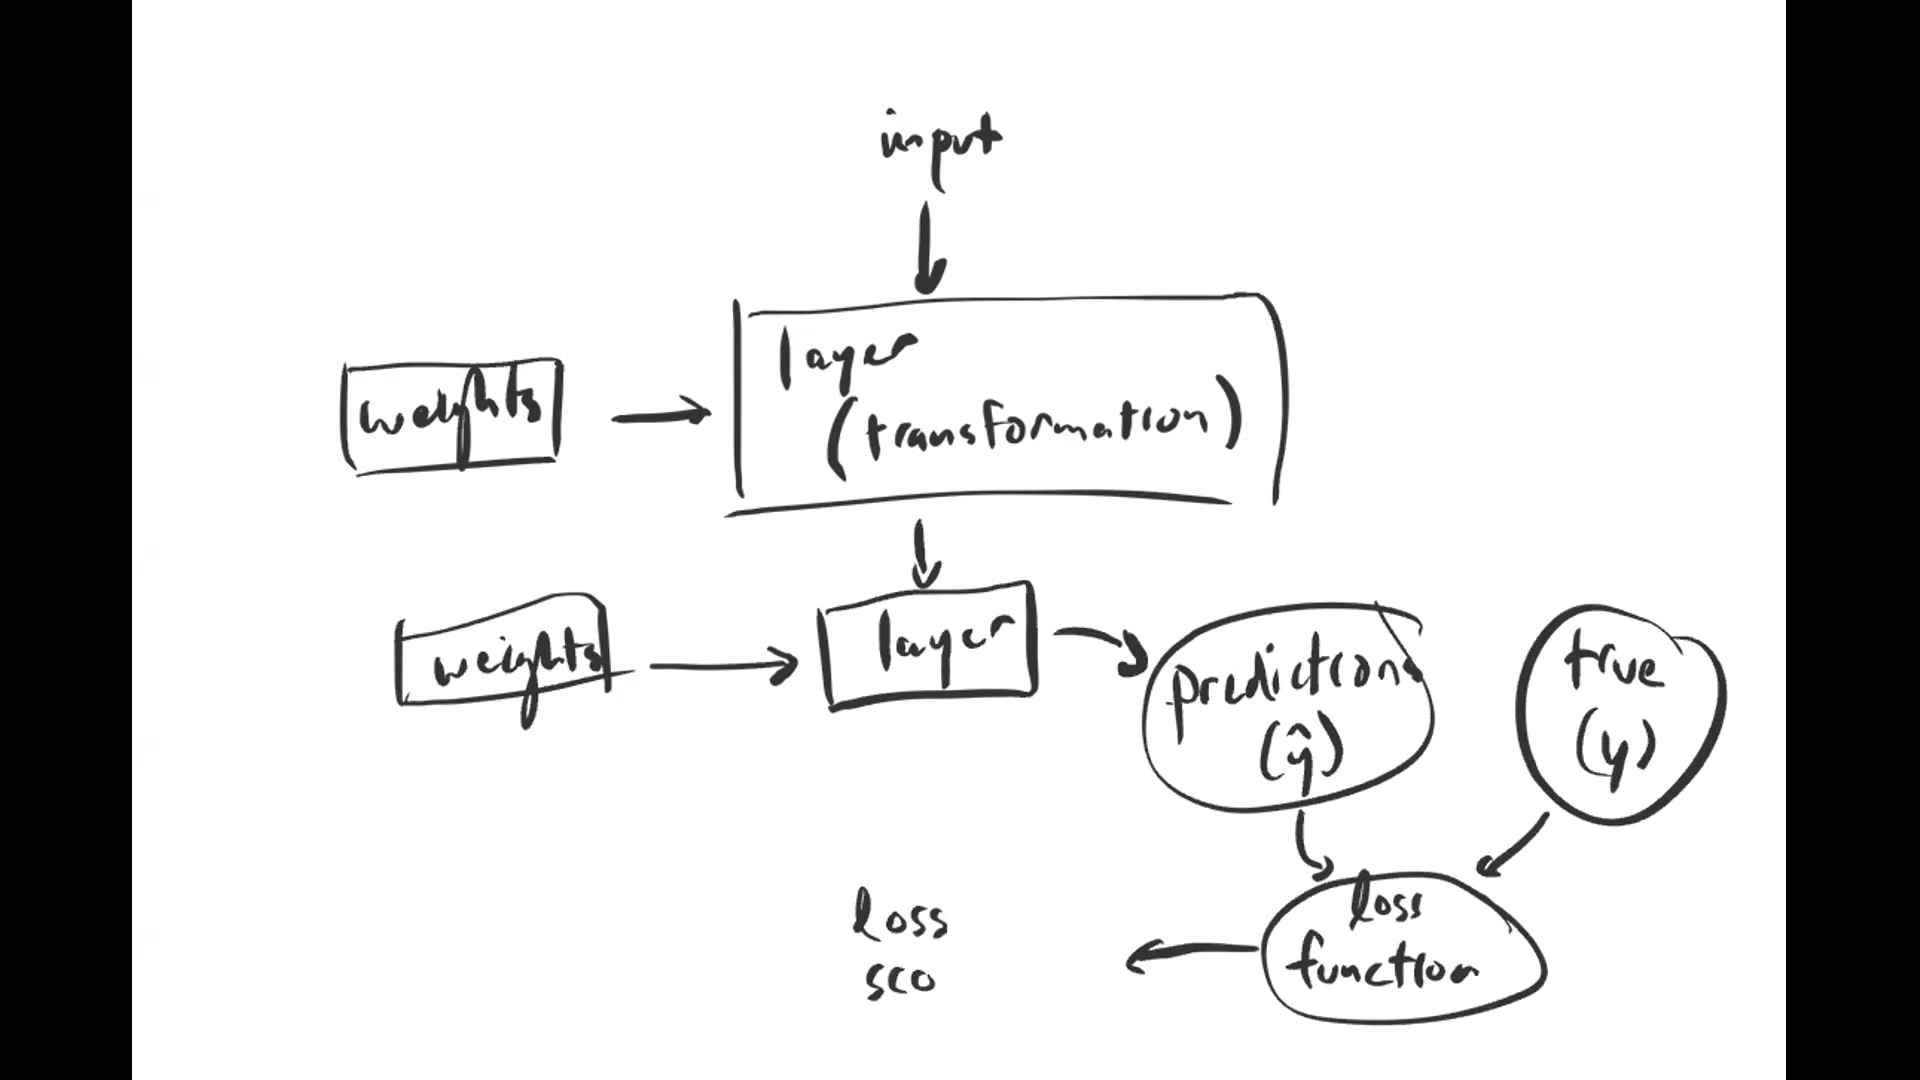 input
layer
(transformation)
weights
weights
layer
predictions
(ŷ)
true
(y)
loss
function
loss
sco